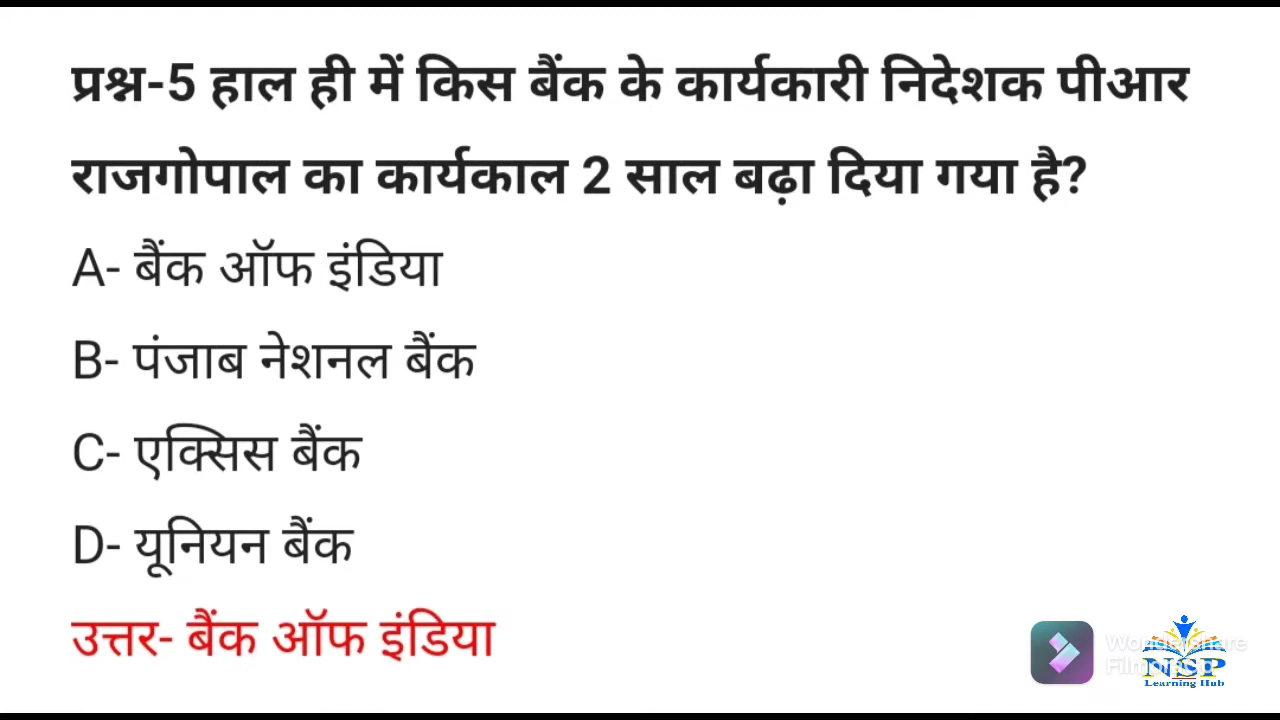 प्रश्न-5 हाल ही में किस बैंक के कार्यकारी निदेशक पीआर
राजगोपाल का कार्यकाल 2 साल बढ़ा दिया गया है?
A- बैंक ऑफ इंडिया
B- पंजाब नेशनल बैंक
C- एक्सिस बैंक
D- यूनियन बैंक
उत्तर- बैंक ऑफ इंडिया
Wondershare
NSP
Learning Hub